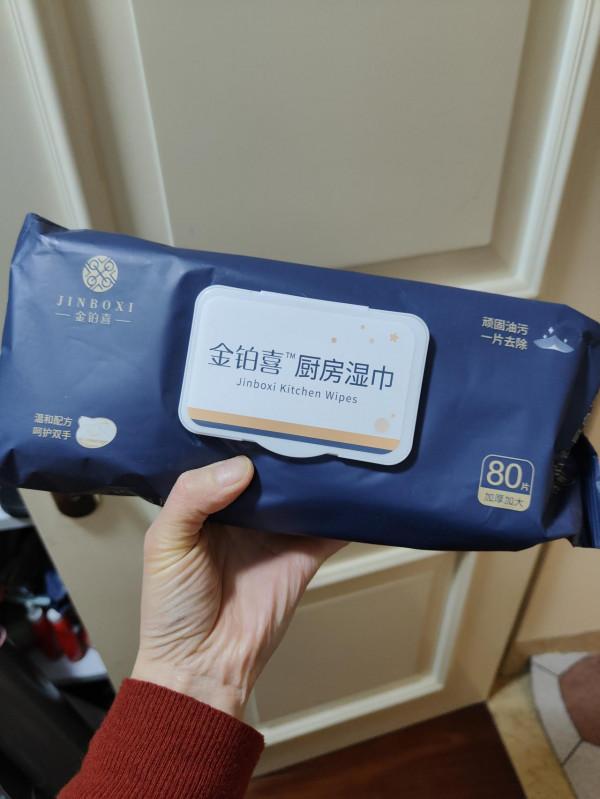 JINBOXI
金铂喜
温和配方
呵护双手
金铂喜™厨房湿巾
Jinboxi Kitchen Wipes
顽固油污
一片去除
80片
加厚加大